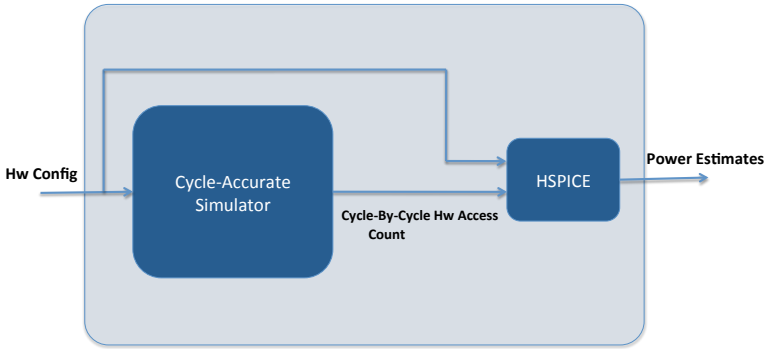 Hw Config
Cycle-Accurate
Simulator
Cycle-By-Cycle Hw Access
Count
HSPICE
Power Estimates